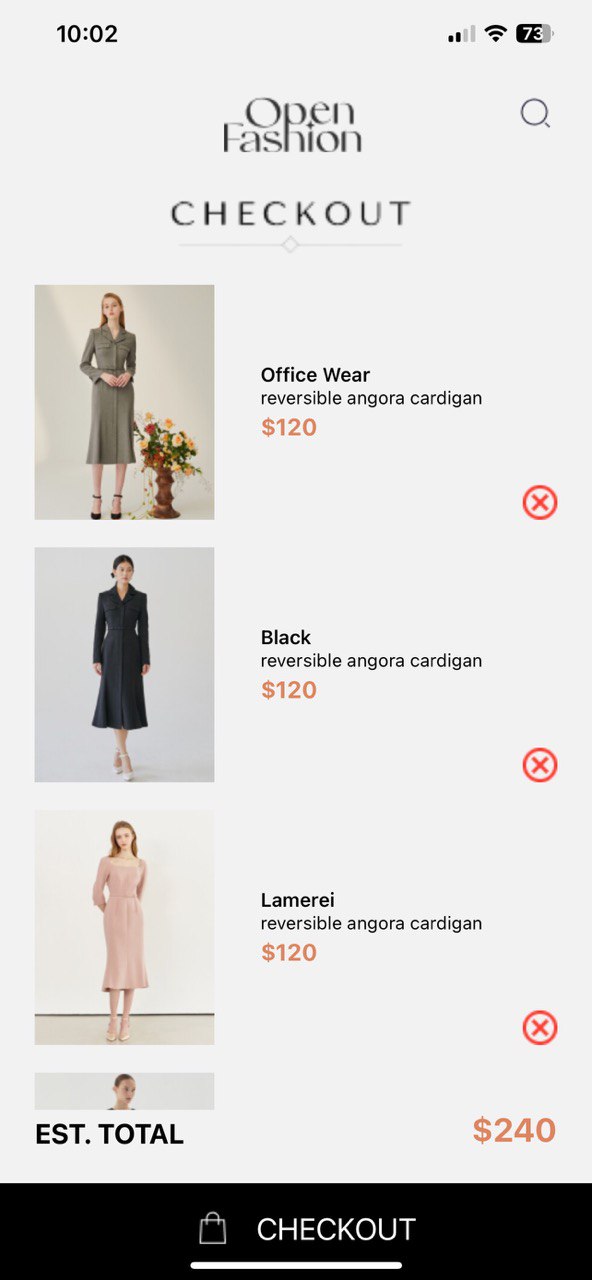 10:02
73
Open
Fashion
CHECKOUT
Office Wear
reversible angora cardigan
$120
Black
reversible angora cardigan
$120
Lamerei
reversible angora cardigan
$120
EST. TOTAL
$240
CHECKOUT